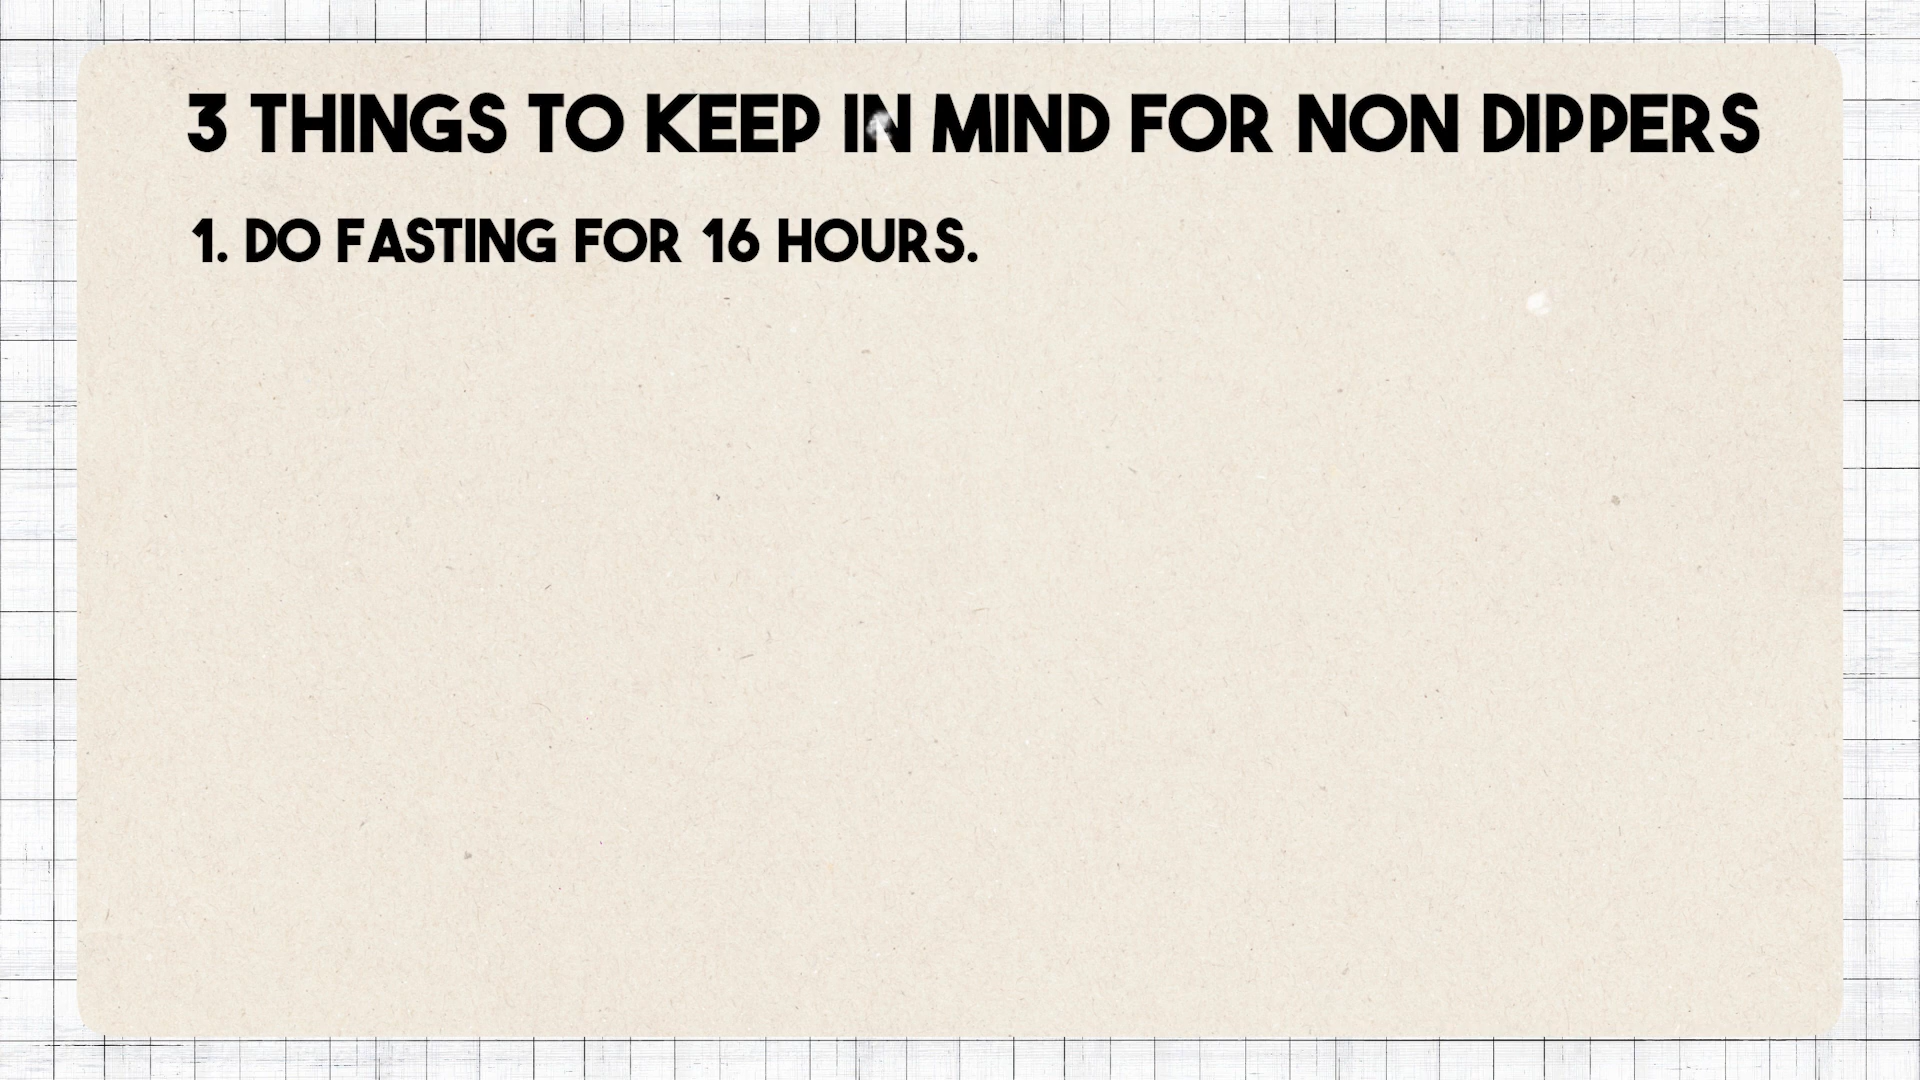 3 THINGS TO KEEP IN MIND FOR NON DIPPERS
1. DO FASTING FOR 16 HOURS.